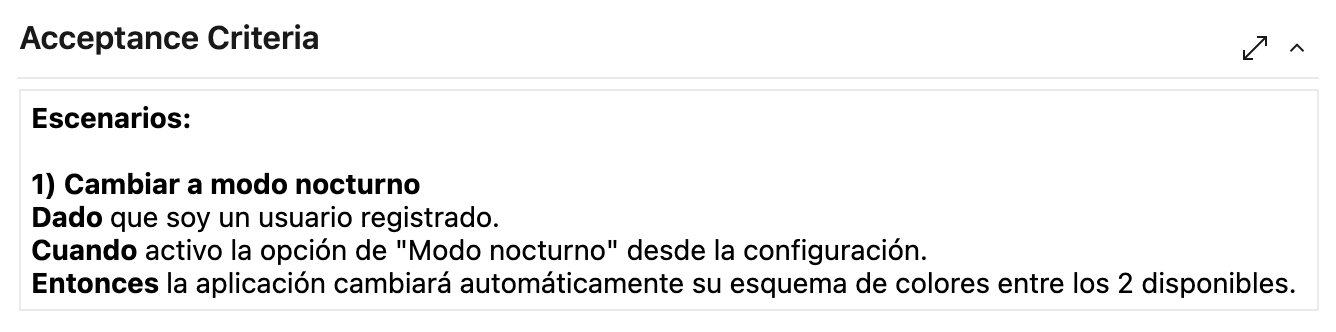 Acceptance Criteria
Escenarios:
1) Cambiar a modo nocturno
Dado que soy un usuario registrado.
Cuando activo la opción de "Modo nocturno" desde la configuración.
Entonces la aplicación cambiará automáticamente su esquema de colores entre los 2 disponibles.